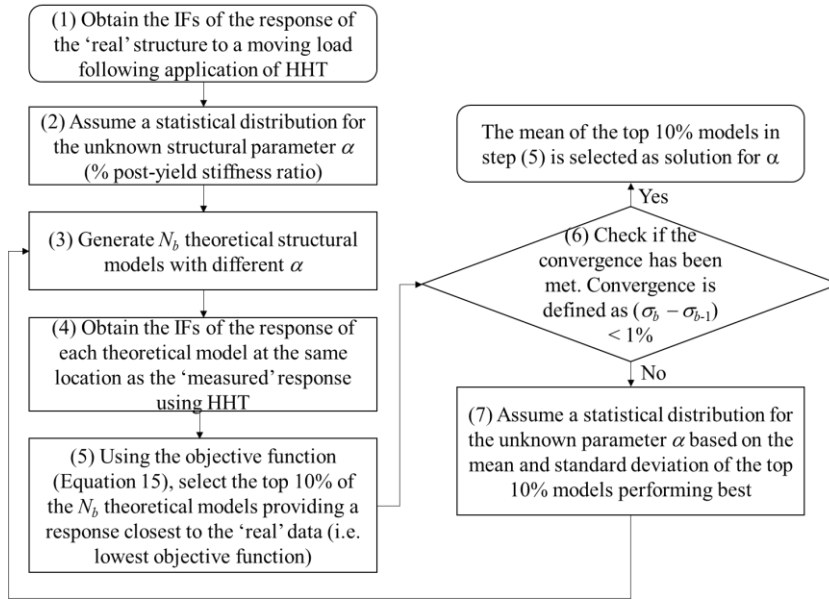 (1) Obtain the IFs of the response of
the ‘real’ structure to a moving load
following application of HHT
(2) Assume a statistical distribution for
the unknown structural parameter α
(% post-yield stiffness ratio)
(3) Generate N_b theoretical structural
models with different α
(4) Obtain the IFs of the response of
each theoretical model at the same
location as the ‘measured’ response
using HHT
(5) Using the objective function
(Equation 15), select the top 10% of
the N_b theoretical models providing a
response closest to the ‘real’ data (i.e.
lowest objective function)
The mean of the top 10% models in
step (5) is selected as solution for α
Yes
(6) Check if the
convergence has been
met. Convergence is
defined as (σ_b − σ_{b-1})
< 1%
No
(7) Assume a statistical distribution for
the unknown parameter α based on the
mean and standard deviation of the top
10% models performing best